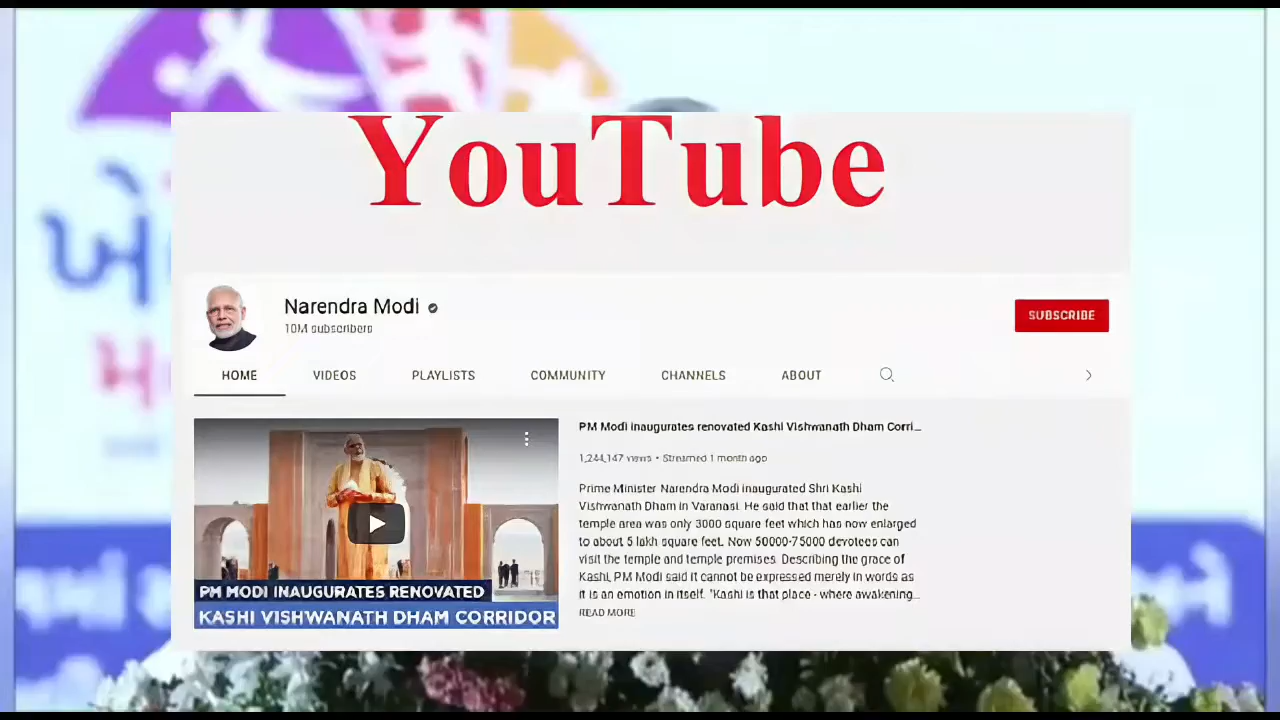 YouTube
Narendra Modi
10M subscribers
SUBSCRIBE
HOME VIDEOS PLAYLISTS COMMUNITY CHANNELS ABOUT
PM Modi inaugurates renovated Kashi Vishwanath Dham Corri...
1,244,147 views • Streamed 1 month ago
Prime Minister Narendra Modi inaugurated Shri Kashi
Vishwanath Dham in Varanasi. He said that that earlier the
temple area was only 3000 square feet which has now enlarged
to about 5 lakh square feet. Now 50000-75000 devotees can
visit the temple and temple premises. Describing the grace of
Kashi, PM Modi said it cannot be expressed merely in words as
it is an emotion in itself. "Kashi is that place - where awakening...
READ MORE
PM MODI INAUGURATES RENOVATED
KASHI VISHWANATH DHAM CORRIDOR